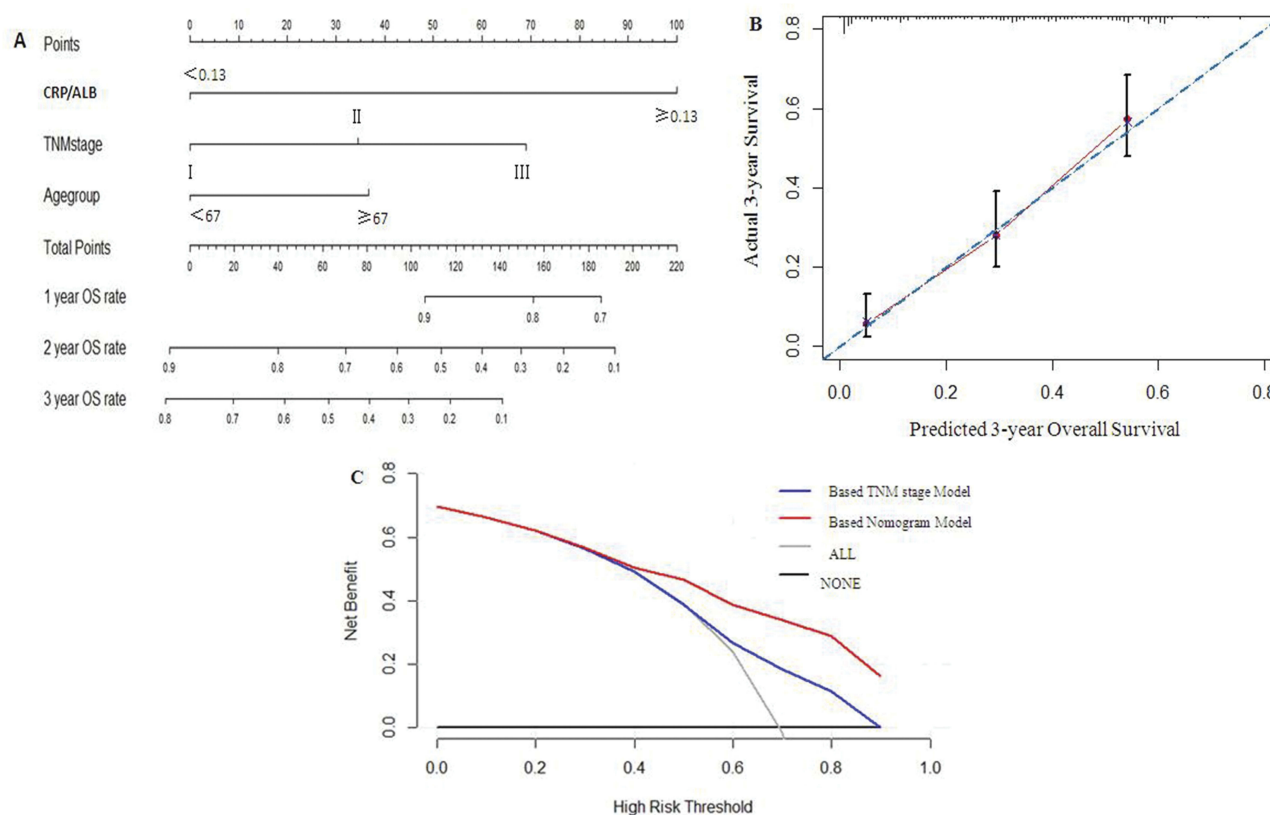 A
Points
0 10 20 30 40 50 60 70 80 90 100
<0.13
CRP/ALB
≥0.13
II
TNMstage
I III
Agegroup
<67 ≥67
Total Points
0 20 40 60 80 100 120 140 160 180 200 220
1 year OS rate
0.9 0.8 0.7
2 year OS rate
0.9 0.8 0.7 0.6 0.5 0.4 0.3 0.2 0.1
3 year OS rate
0.8 0.7 0.6 0.5 0.4 0.3 0.2 0.1
B
Actual 3-year Survival
0.8
0.6
0.4
0.2
0.0
0.0 0.2 0.4 0.6 0.8
Predicted 3-year Overall Survival
C
Net Benefit
0.8
0.6
0.4
0.2
0.0
Based TNM stage Model
Based Nomogram Model
ALL
NONE
0.0 0.2 0.4 0.6 0.8 1.0
High Risk Threshold